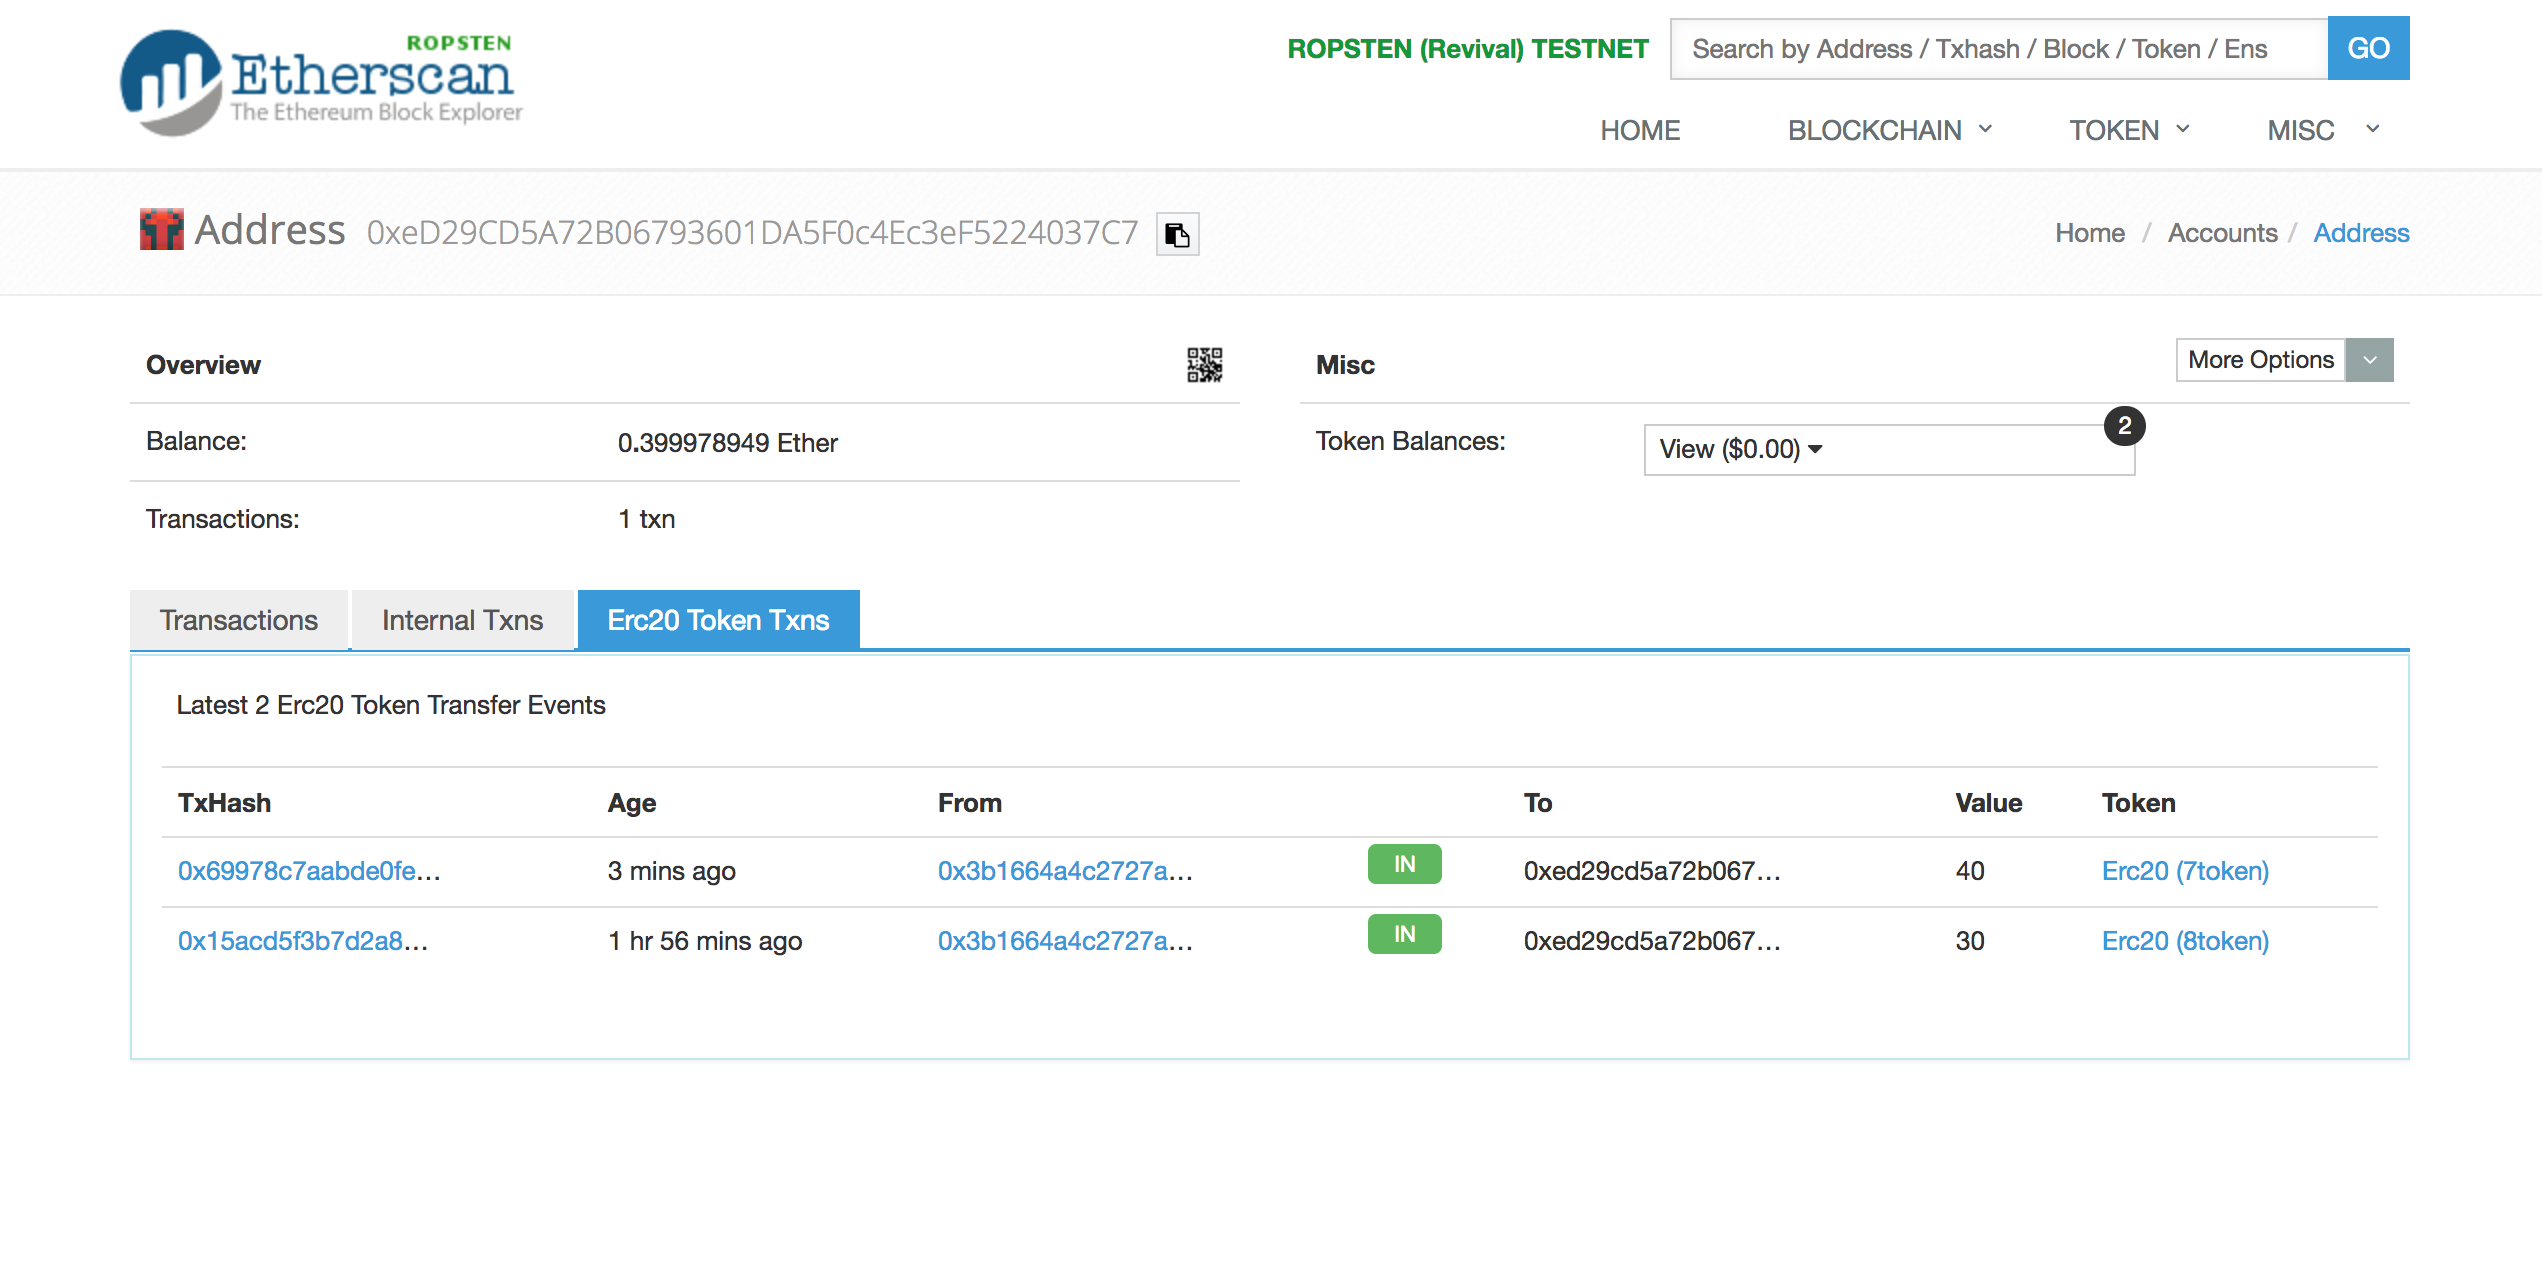 ROPSTEN
Etherscan
The Ethereum Block Explorer
ROPSTEN (Revival) TESTNET
Search by Address / Txhash / Block / Token / Ens
GO
HOME
BLOCKCHAIN
TOKEN
MISC
Address 0xeD29CD5A72B06793601DA5F0c4Ec3eF5224037C7
Home / Accounts / Address
Overview
Balance: 0.399978949 Ether
Transactions: 1 txn
Misc
More Options
Token Balances: View ($0.00)
2
Transactions
Internal Txns
Erc20 Token Txns
Latest 2 Erc20 Token Transfer Events
TxHash Age From To Value Token
0x69978c7aabde0fe... 3 mins ago 0x3b1664a4c2727a... IN 0xed29cd5a72b067... 40 Erc20 (7token)
0x15acd5f3b7d2a8... 1 hr 56 mins ago 0x3b1664a4c2727a... IN 0xed29cd5a72b067... 30 Erc20 (8token)